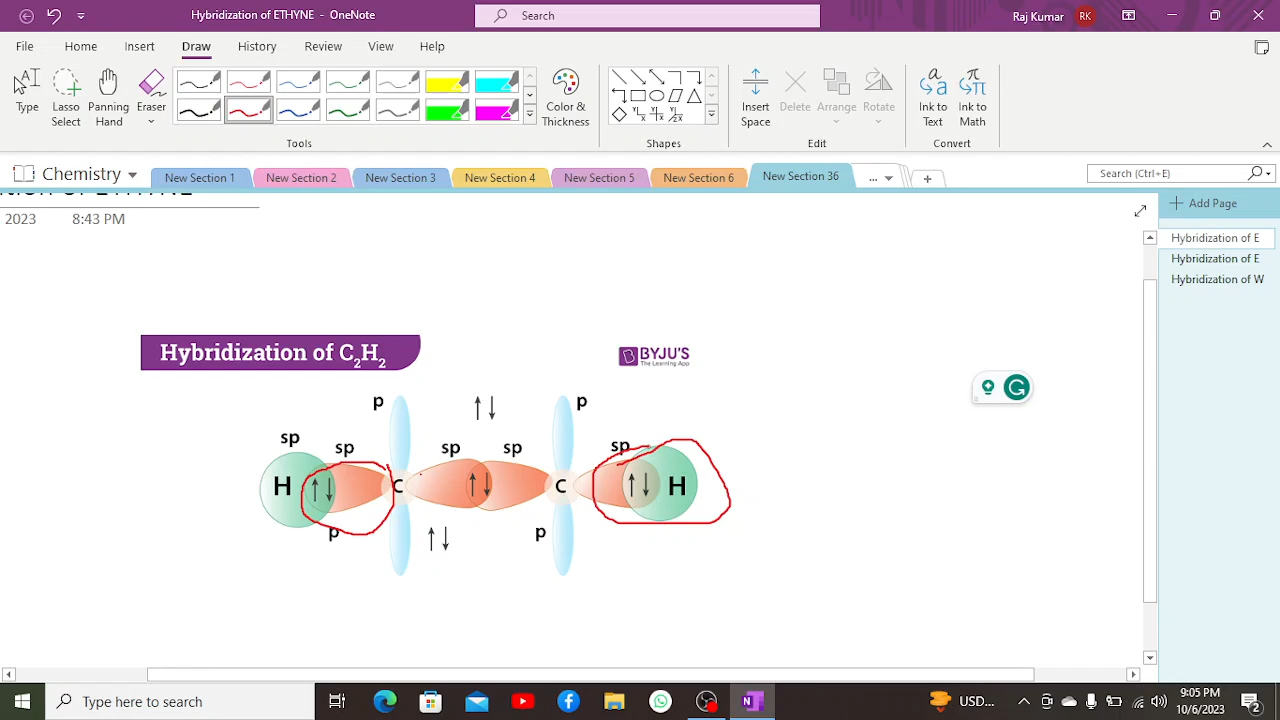 Hybridization of ETHYNE - OneNote
Search
Raj Kumar RK
File Home Insert Draw View History Review View Help
Type
Lasso Select
Panning Hand
Eraser
Color & Thickness
Insert Space
Delete
Arrange
Rotate
a
Ink to Text
π
Ink to Math
Tools
Shapes
Edit
Convert
Chemistry
New Section 1
New Section 2
New Section 3
New Section 4
New Section 5
New Section 6
New Section 36
...
Search (Ctrl+E)
2023 8:43 PM
Add Page
Hybridization of E
Hybridization of E
Hybridization of W
Hybridization of C2H2
B BYJU'S
The Learning App
p p
sp sp sp sp sp
H C C H
p p
Type here to search
USD...
9:05 PM
10/6/2023
2